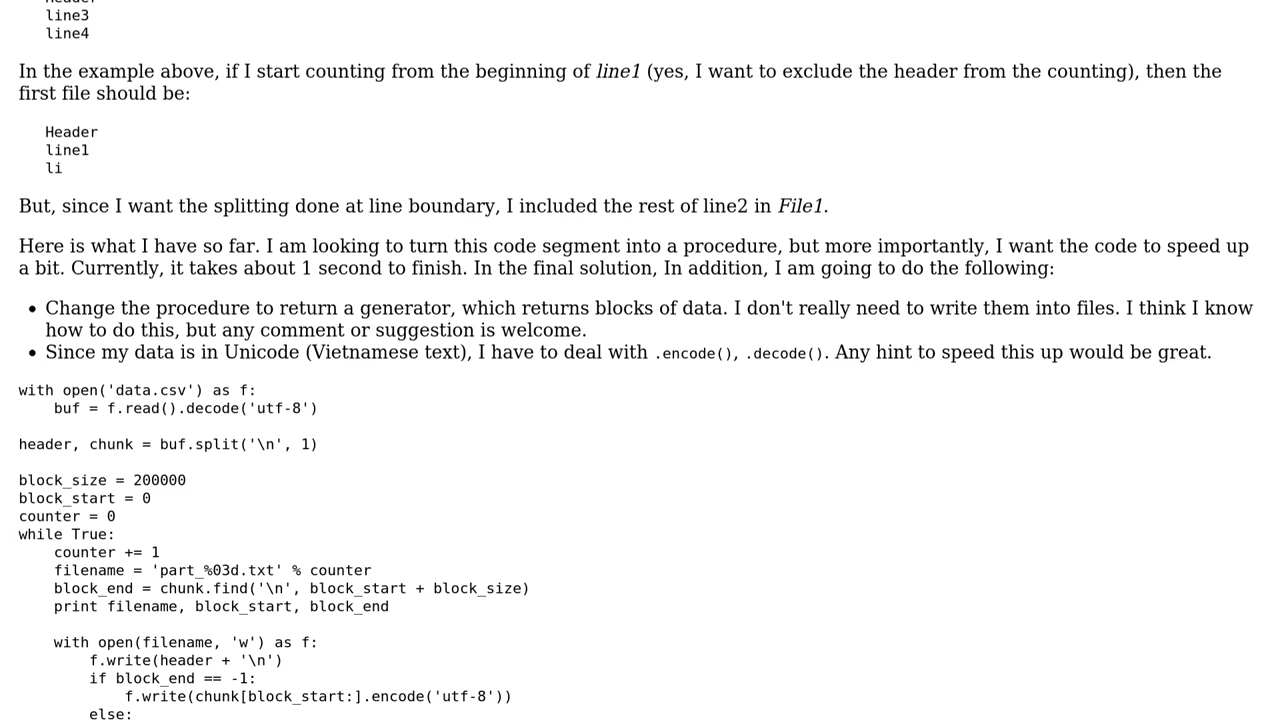 Header
line3
line4
In the example above, if I start counting from the beginning of line1 (yes, I want to exclude the header from the counting), then the
first file should be:
Header
line1
li
But, since I want the splitting done at line boundary, I included the rest of line2 in File1.
Here is what I have so far. I am looking to turn this code segment into a procedure, but more importantly, I want the code to speed up
a bit. Currently, it takes about 1 second to finish. In the final solution, In addition, I am going to do the following:
• Change the procedure to return a generator, which returns blocks of data. I don't really need to write them into files. I think I know
how to do this, but any comment or suggestion is welcome.
• Since my data is in Unicode (Vietnamese text), I have to deal with .encode(), .decode(). Any hint to speed this up would be great.
with open('data.csv') as f:
    buf = f.read().decode('utf-8')
header, chunk = buf.split('\n', 1)
block_size = 200000
block_start = 0
counter = 0
while True:
    counter += 1
    filename = 'part_%03d.txt' % counter
    block_end = chunk.find('\n', block_start + block_size)
    print filename, block_start, block_end
    with open(filename, 'w') as f:
        f.write(header + '\n')
        if block_end == -1:
            f.write(chunk[block_start:].encode('utf-8'))
        else: